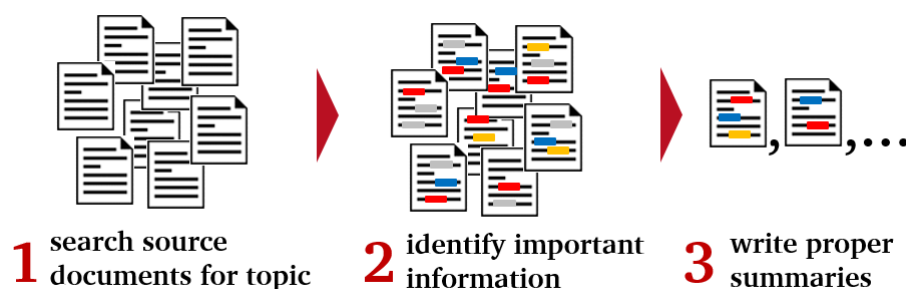 , ,...
1 search source
documents for topic
2 identify important
information
3 write proper
summaries